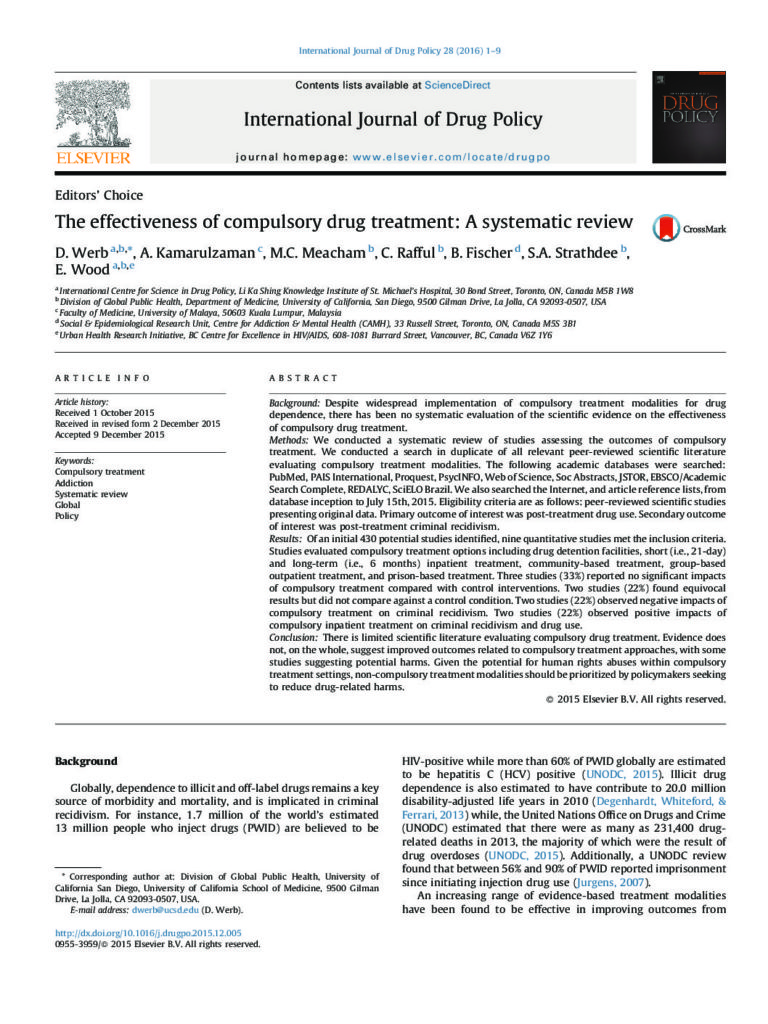 International Journal of Drug Policy 28 (2016) 1–9
Contents lists available at ScienceDirect
International Journal of Drug Policy
journal homepage: www.elsevier.com/locate/drugpo
ELSEVIER
DRUG
POLICY
Editors' Choice
The effectiveness of compulsory drug treatment: A systematic review
CrossMark
D. Werb a,b,*, A. Kamarulzaman c, M.C. Meacham b, C. Rafful b, B. Fischer d, S.A. Strathdee b,
E. Wood a,b,e
a International Centre for Science in Drug Policy, Li Ka Shing Knowledge Institute of St. Michael's Hospital, 30 Bond Street, Toronto, ON, Canada M5B 1W8
b Division of Global Public Health, Department of Medicine, University of California, San Diego, 9500 Gilman Drive, La Jolla, CA 92093-0507, USA
c Faculty of Medicine, University of Malaya, 50603 Kuala Lumpur, Malaysia
d Social & Epidemiological Research Unit, Centre for Addiction & Mental Health (CAMH), 33 Russell Street, Toronto, ON, Canada M5S 3B1
e Urban Health Research Initiative, BC Centre for Excellence in HIV/AIDS, 608-1081 Burrard Street, Vancouver, BC, Canada V6Z 1Y6
ARTICLE INFO
Article history:
Received 1 October 2015
Received in revised form 2 December 2015
Accepted 9 December 2015
Keywords:
Compulsory treatment
Addiction
Systematic review
Global
Policy
ABSTRACT
Background: Despite widespread implementation of compulsory treatment modalities for drug
dependence, there has been no systematic evaluation of the scientific evidence on the effectiveness
of compulsory drug treatment.
Methods: We conducted a systematic review of studies assessing the outcomes of compulsory
treatment. We conducted a search in duplicate of all relevant peer-reviewed scientific literature
evaluating compulsory treatment modalities. The following academic databases were searched:
PubMed, PAIS International, Proquest, PsycINFO, Web of Science, Soc Abstracts, JSTOR, EBSCO/Academic
Search Complete, REDALYC, SciELO Brazil. We also searched the Internet, and article reference lists, from
database inception to July 15th, 2015. Eligibility criteria are as follows: peer-reviewed scientific studies
presenting original data. Primary outcome of interest was post-treatment drug use. Secondary outcome
of interest was post-treatment criminal recidivism.
Results: Of an initial 430 potential studies identified, nine quantitative studies met the inclusion criteria.
Studies evaluated compulsory treatment options including drug detention facilities, short (i.e., 21-day)
and long-term (i.e., 6 months) inpatient treatment, community-based treatment, group-based
outpatient treatment, and prison-based treatment. Three studies (33%) reported no significant impacts
of compulsory treatment compared with control interventions. Two studies (22%) found equivocal
results but did not compare against a control condition. Two studies (22%) observed negative impacts of
compulsory treatment on criminal recidivism. Two studies (22%) observed positive impacts of
compulsory inpatient treatment on criminal recidivism and drug use.
Conclusion: There is limited scientific literature evaluating compulsory drug treatment. Evidence does
not, on the whole, suggest improved outcomes related to compulsory treatment approaches, with some
studies suggesting potential harms. Given the potential for human rights abuses within compulsory
treatment settings, non-compulsory treatment modalities should be prioritized by policymakers seeking
to reduce drug-related harms.
© 2015 Elsevier B.V. All rights reserved.
Background
Globally, dependence to illicit and off-label drugs remains a key
source of morbidity and mortality, and is implicated in criminal
recidivism. For instance, 1.7 million of the world's estimated
13 million people who inject drugs (PWID) are believed to be
HIV-positive while more than 60% of PWID globally are estimated
to be hepatitis C (HCV) positive (UNODC, 2015). Illicit drug
dependence is also estimated to have contribute to 20.0 million
disability-adjusted life years in 2010 (Degenhardt, Whiteford, &
Ferrari, 2013) while, the United Nations Office on Drugs and Crime
(UNODC) estimated that there were as many as 231,400 drug-
related deaths in 2013, the majority of which were the result of
drug overdoses (UNODC, 2015). Additionally, a UNODC review
found that between 56% and 90% of PWID reported imprisonment
since initiating injection drug use (Jurgens, 2007).
An increasing range of evidence-based treatment modalities
have been found to be effective in improving outcomes from
* Corresponding author at: Division of Global Public Health, University of
California San Diego, University of California School of Medicine, 9500 Gilman
Drive, La Jolla, CA 92093-0507, USA.
E-mail address: dwerb@ucsd.edu (D. Werb).
http://dx.doi.org/10.1016/j.drugpo.2015.12.005
0955-3959/© 2015 Elsevier B.V. All rights reserved.